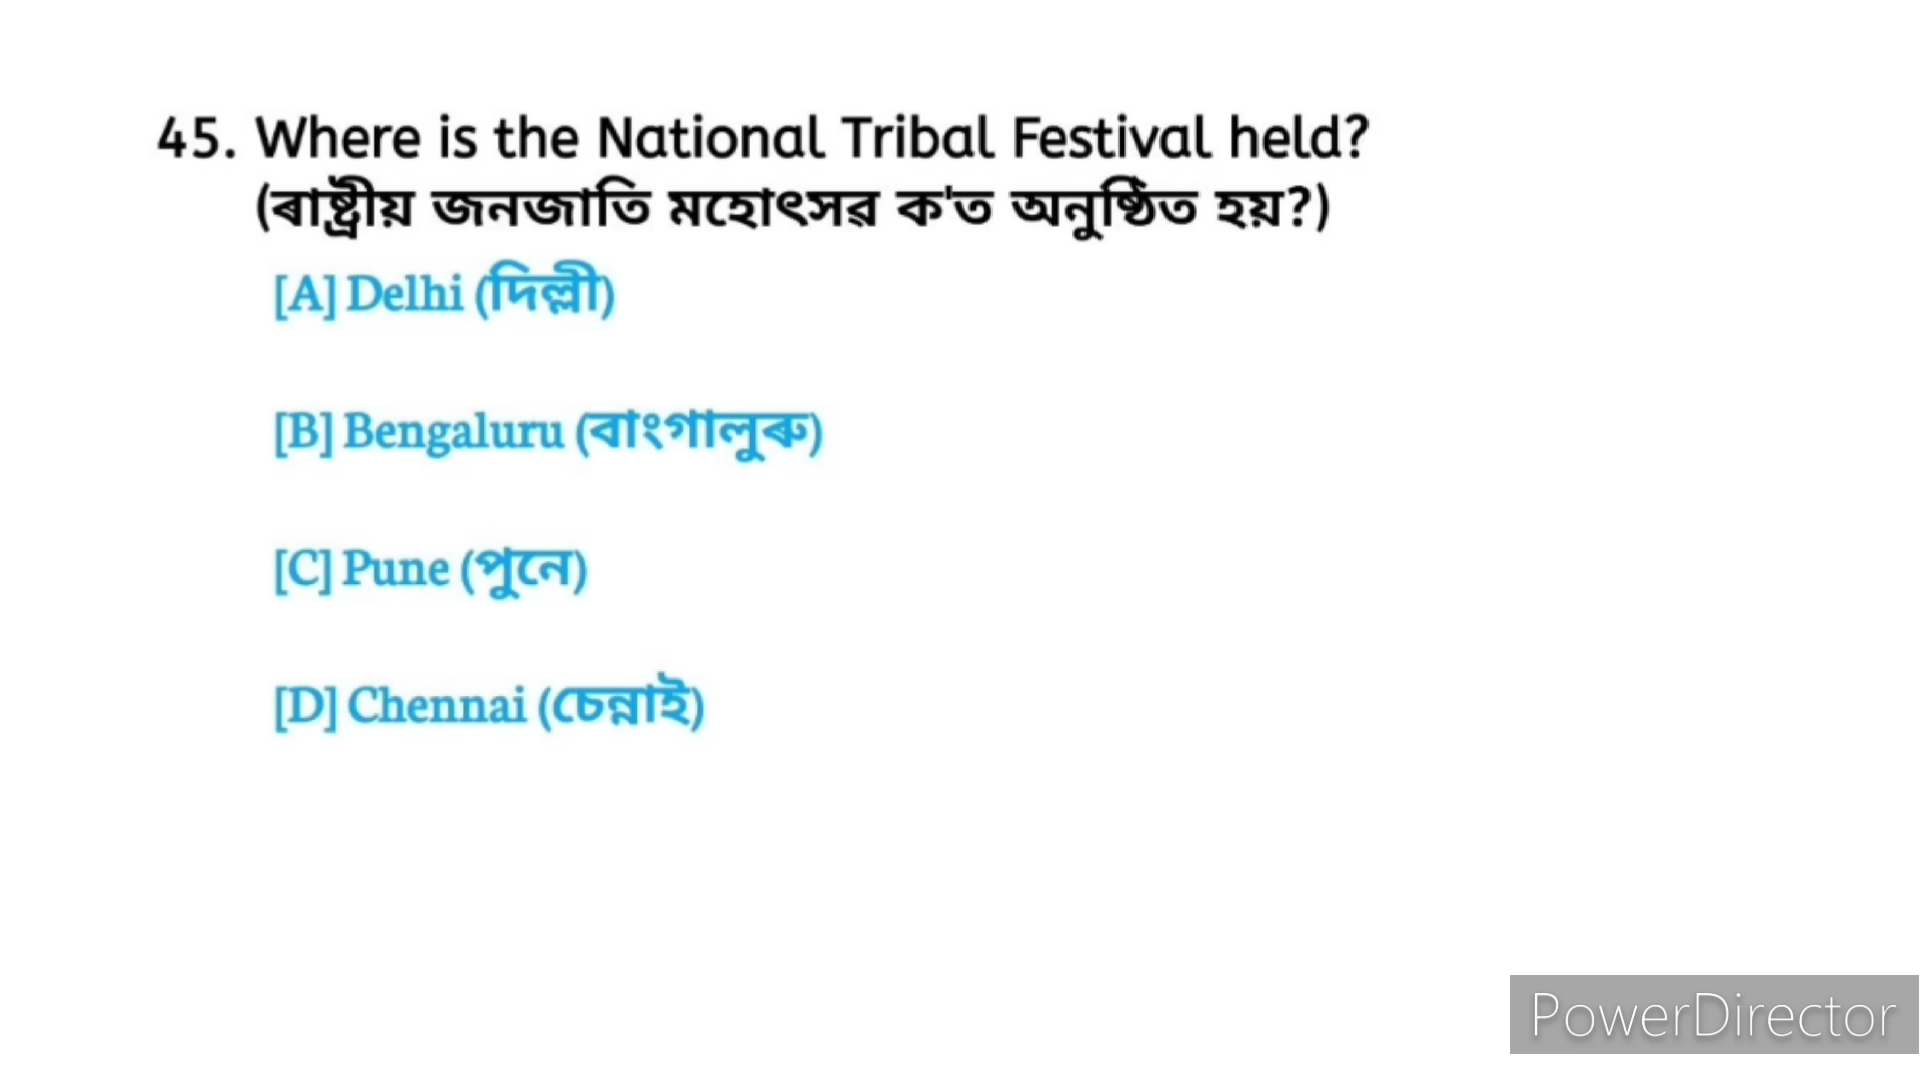 45. Where is the National Tribal Festival held?
(ৰাষ্ট্ৰীয় জনজাতি মহোৎসৱ ক'ত অনুষ্ঠিত হয়?)
[A] Delhi (দিল্লী)
[B] Bengaluru (বাংগালুৰু)
[C] Pune (পুনে)
[D] Chennai (চেন্নাই)
PowerDirector